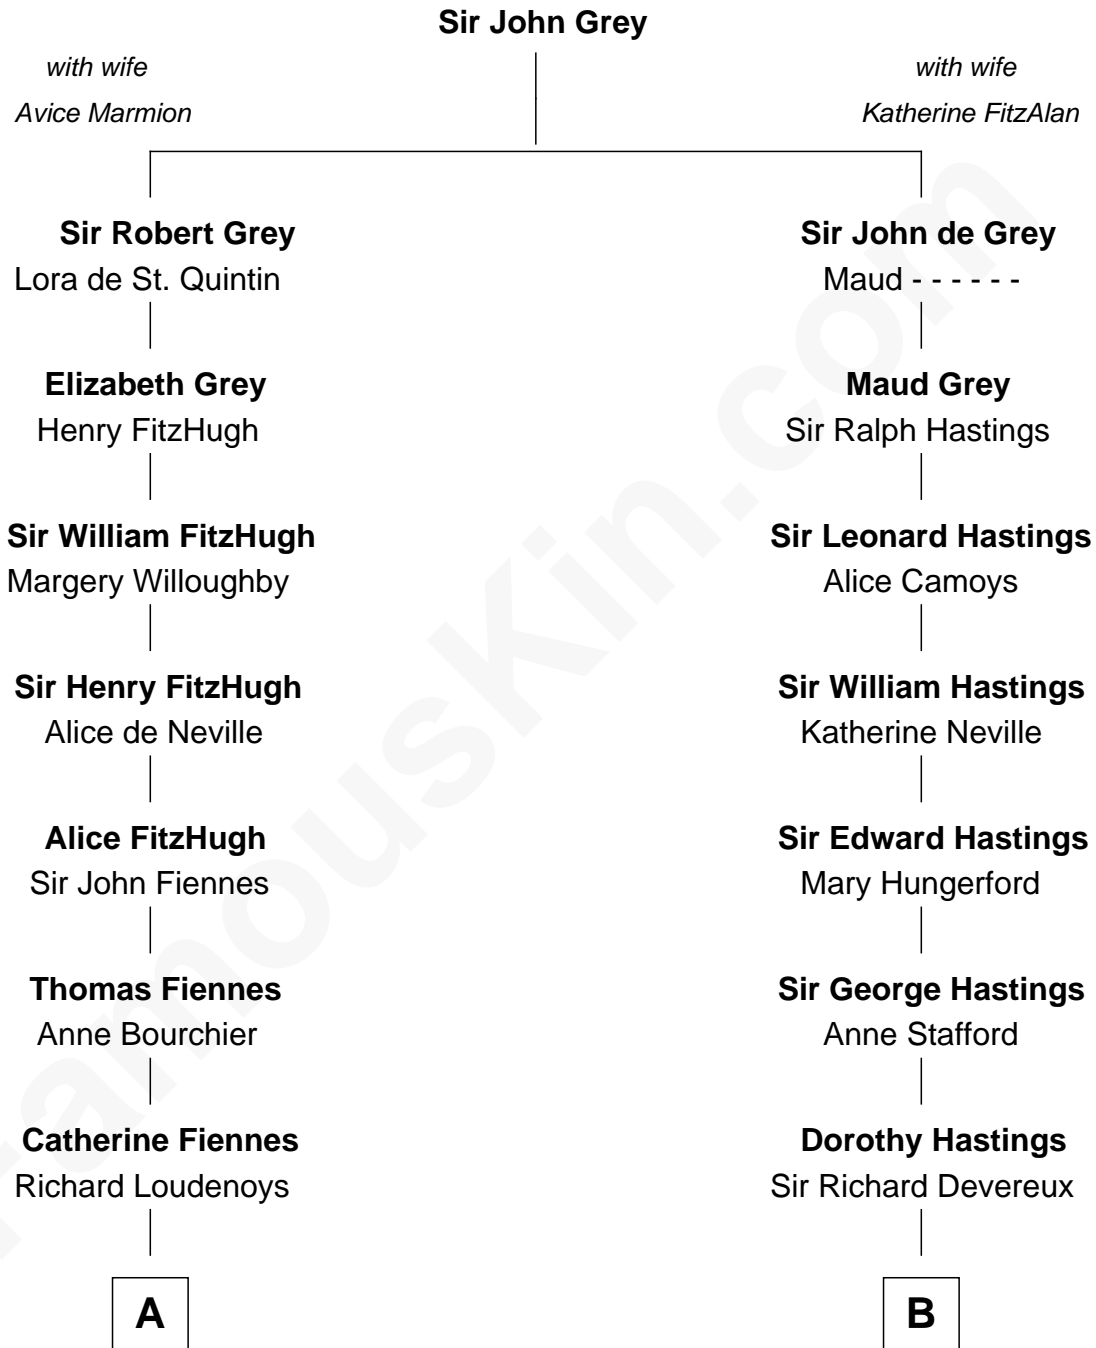 Sir John Grey
with wife
Avice Marmion
with wife
Katherine FitzAlan
Sir Robert Grey
Lora de St. Quintin
Sir John de Grey
Maud - - - - - -
Elizabeth Grey
Henry FitzHugh
Maud Grey
Sir Ralph Hastings
Sir William FitzHugh
Margery Willoughby
Sir Leonard Hastings
Alice Camoys
Sir Henry FitzHugh
Alice de Neville
Sir William Hastings
Katherine Neville
Alice FitzHugh
Sir John Fiennes
Sir Edward Hastings
Mary Hungerford
Thomas Fiennes
Anne Bourchier
Sir George Hastings
Anne Stafford
Catherine Fiennes
Richard Loudenoys
Dorothy Hastings
Sir Richard Devereux
A
B
FamousKin.com